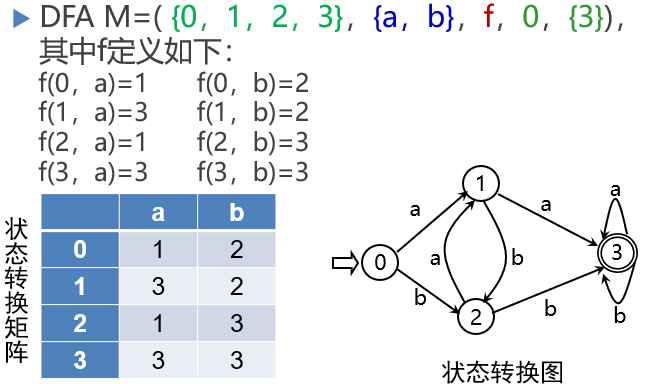 DFA M=( {0，1，2，3}，{a，b}，f，0，{3})，
其中f定义如下：
f(0，a)=1 f(0，b)=2
f(1，a)=3 f(1，b)=2
f(2，a)=1 f(2，b)=3
f(3，a)=3 f(3，b)=3
状态转换矩阵
a b
0 1 2
1 3 2
2 1 3
3 3 3
1
a
a
a
0
a
b
3
b
2
b
b
状态转换图